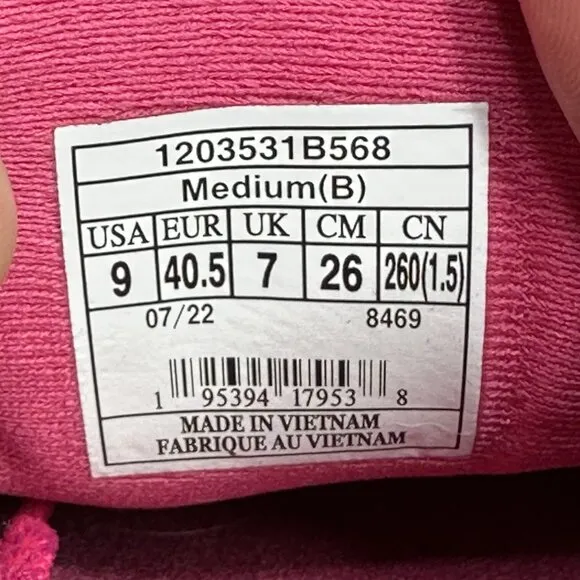 1203531B568
Medium(B)
USA EUR UK CM CN
9 40.5 7 26 260(1.5)
07/22 8469
1 95394 17953 8
MADE IN VIETNAM
FABRIQUE AU VIETNAM